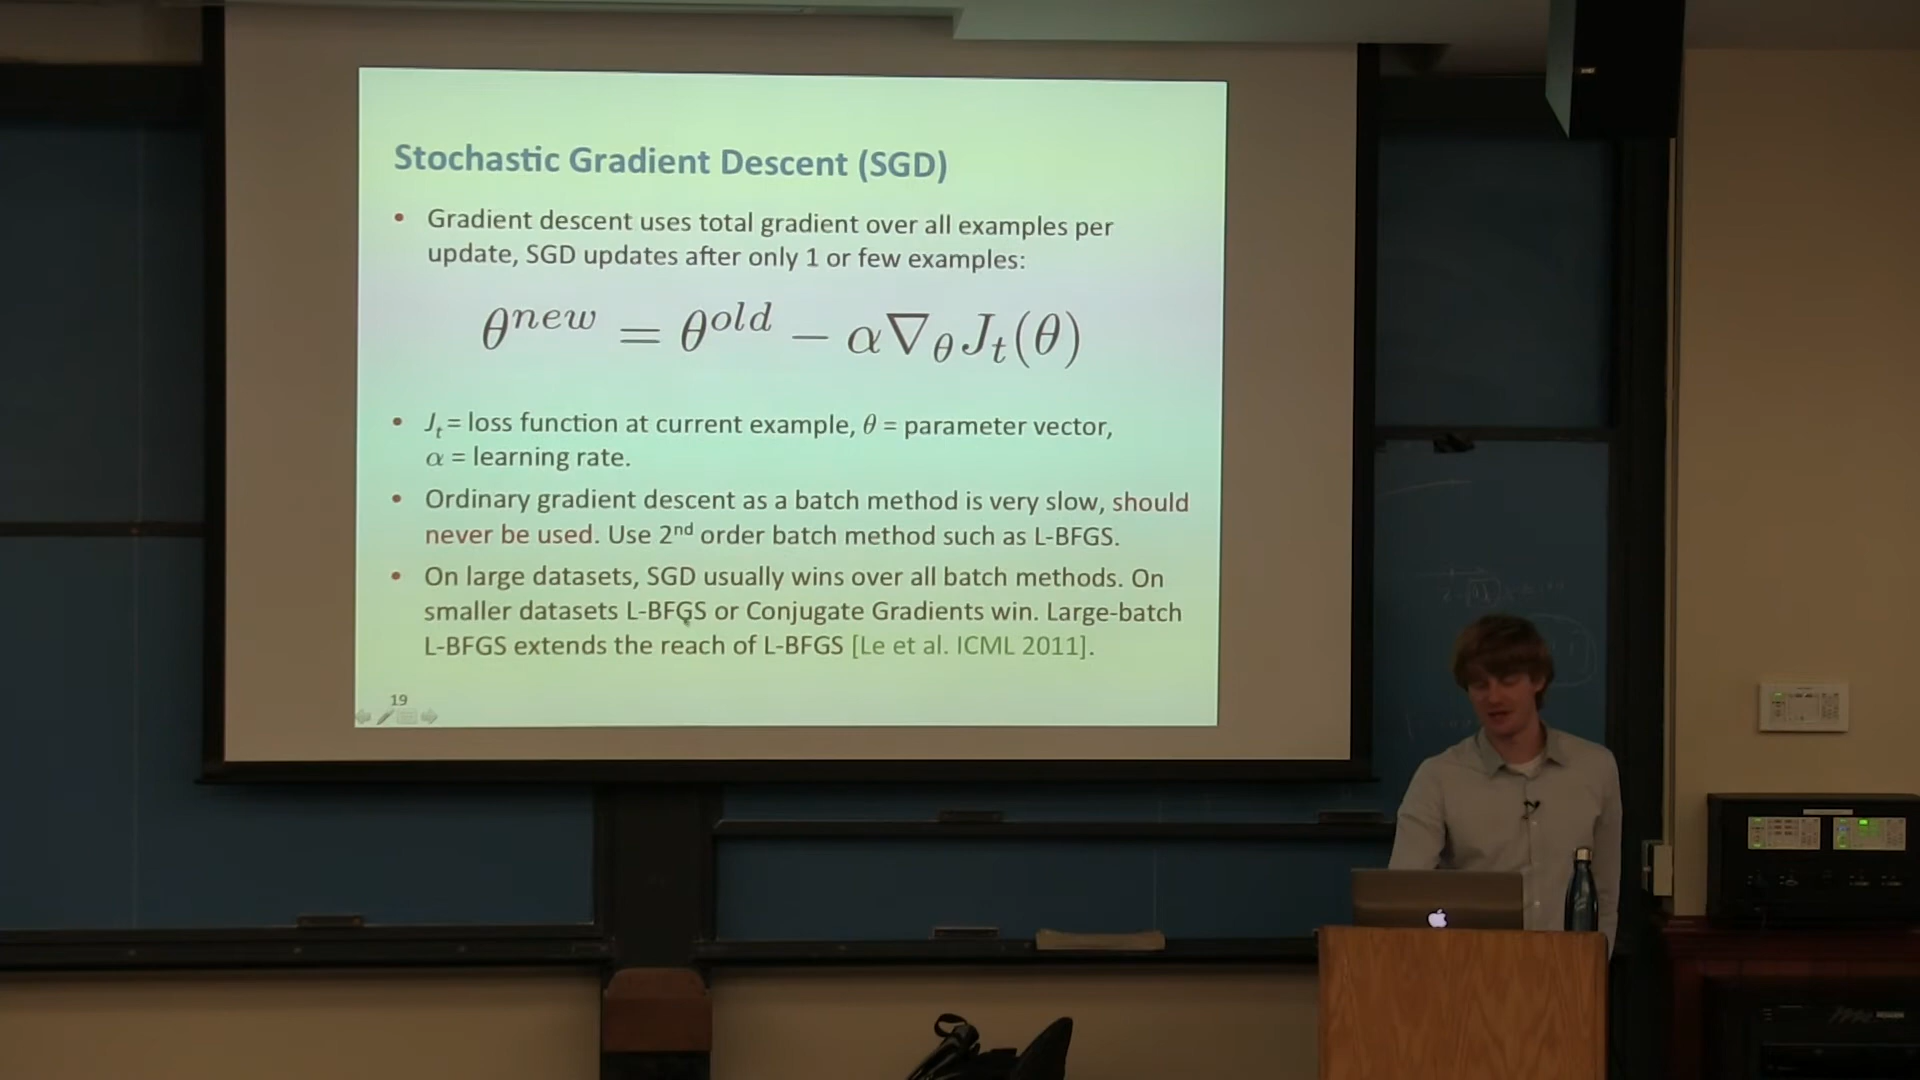 Stochastic Gradient Descent (SGD)
• Gradient descent uses total gradient over all examples per
update, SGD updates after only 1 or few examples:
θ^{new} = θ^{old} − α∇_θ J_t(θ)
• J_t = loss function at current example, θ = parameter vector,
α = learning rate.
• Ordinary gradient descent as a batch method is very slow, should
never be used. Use 2nd order batch method such as L-BFGS.
• On large datasets, SGD usually wins over all batch methods. On
smaller datasets L-BFGS or Conjugate Gradients win. Large-batch
L-BFGS extends the reach of L-BFGS [Le et al. ICML 2011].
19